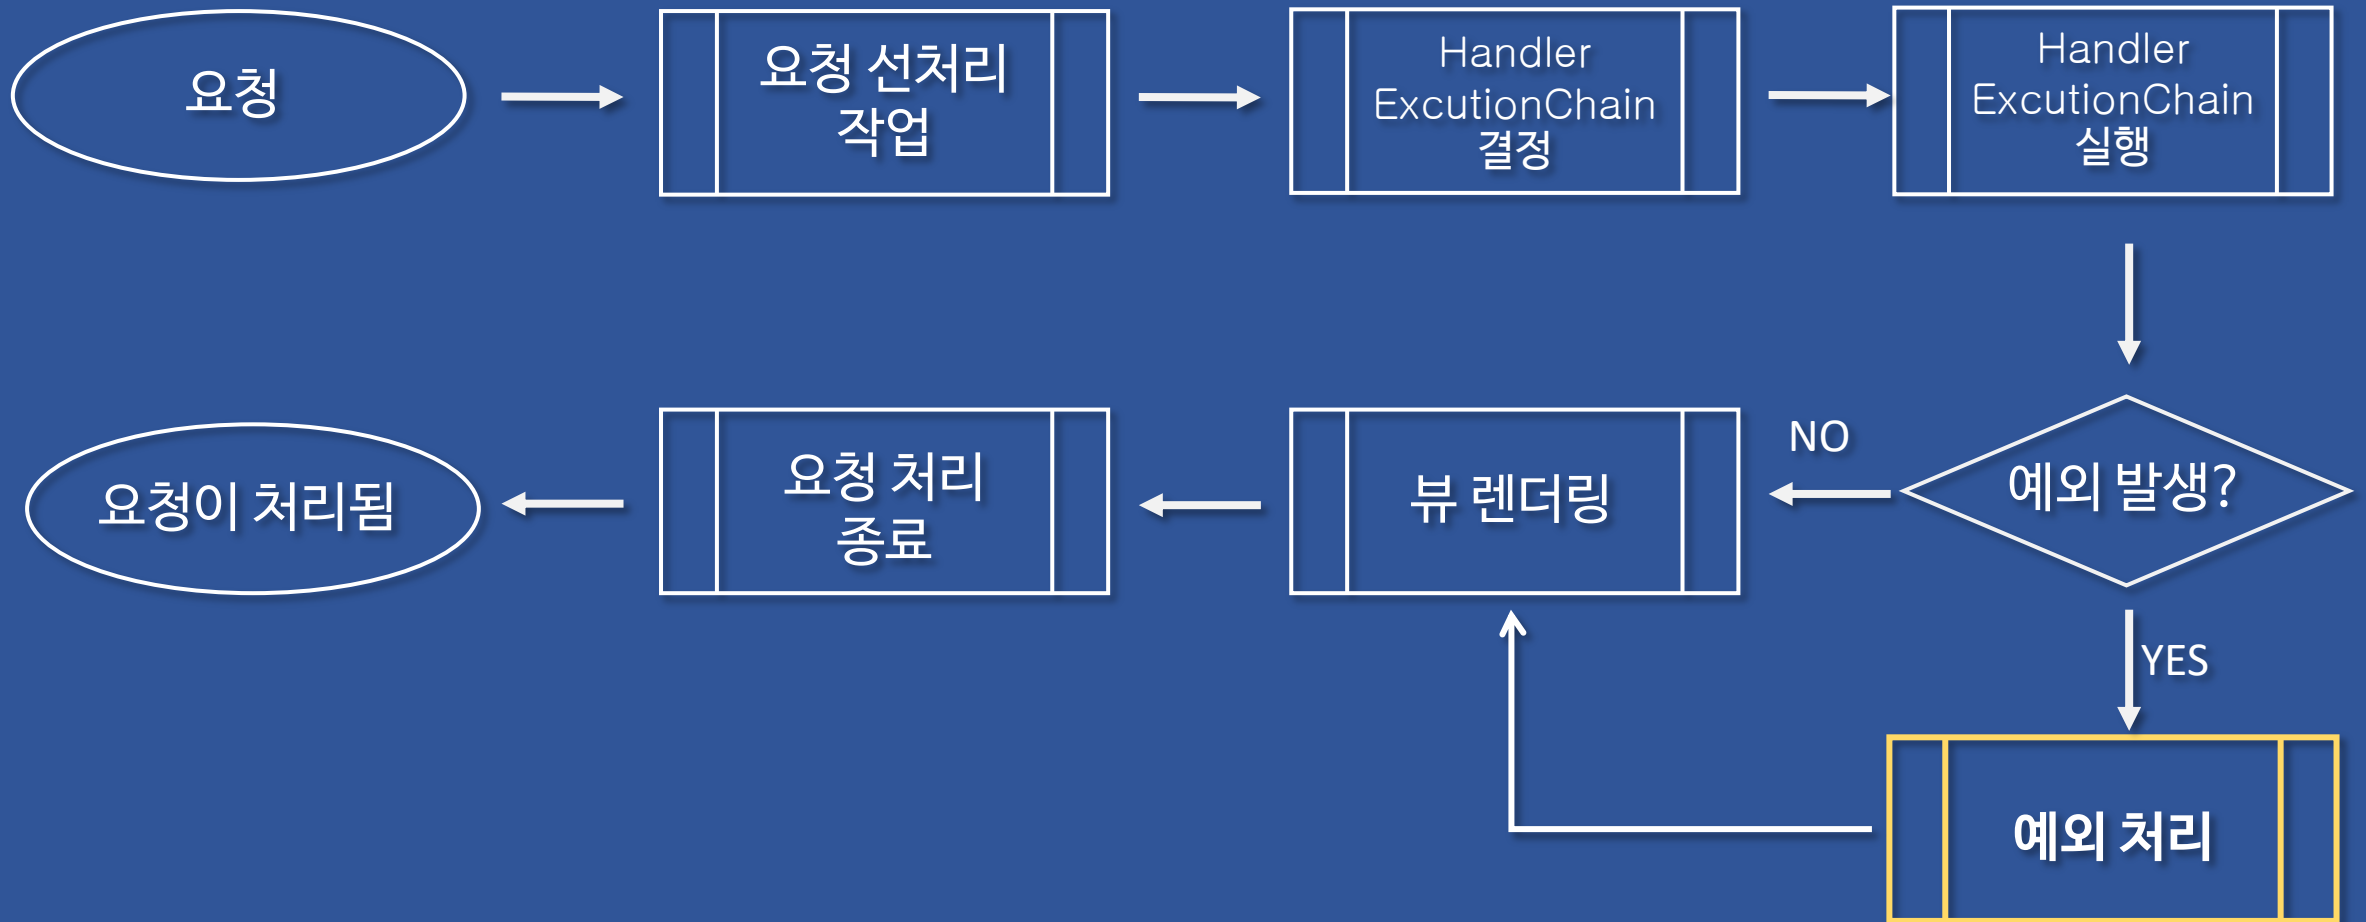 요청
요청 선처리
작업
Handler
ExcutionChain
결정
Handler
ExcutionChain
실행
요청이 처리됨
요청 처리
종료
뷰 렌더링
NO
예외 발생?
YES
예외 처리